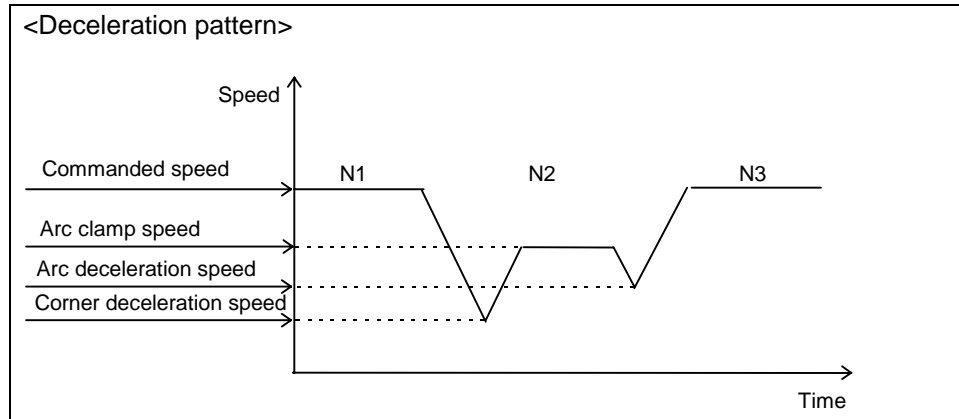 <Deceleration pattern>
Speed
Commanded speed
N1
N2
N3
Arc clamp speed
Arc deceleration speed
Corner deceleration speed
Time